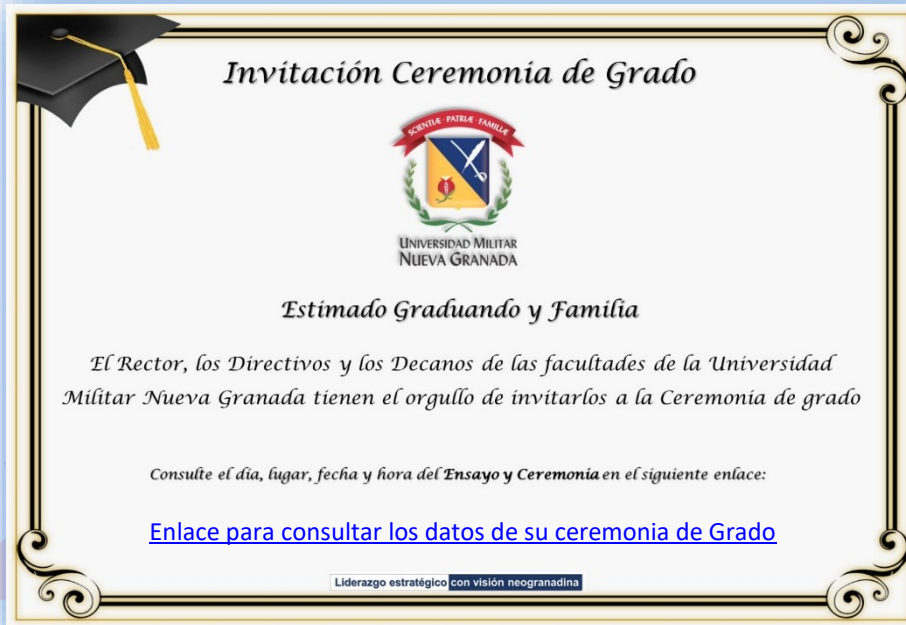 Invitación Ceremonia de Grado
SCIENTIÆ · PATRIÆ · FAMILIÆ
UNIVERSIDAD MILITAR
NUEVA GRANADA
Estimado Graduando y Familia
El Rector, los Directivos y los Decanos de las facultades de la Universidad
Militar Nueva Granada tienen el orgullo de invitarlos a la Ceremonia de grado
Consulte el día, lugar, fecha y hora del Ensayo y Ceremonia en el siguiente enlace:
Enlace para consultar los datos de su ceremonia de Grado
Liderazgo estratégico con visión neogranadina